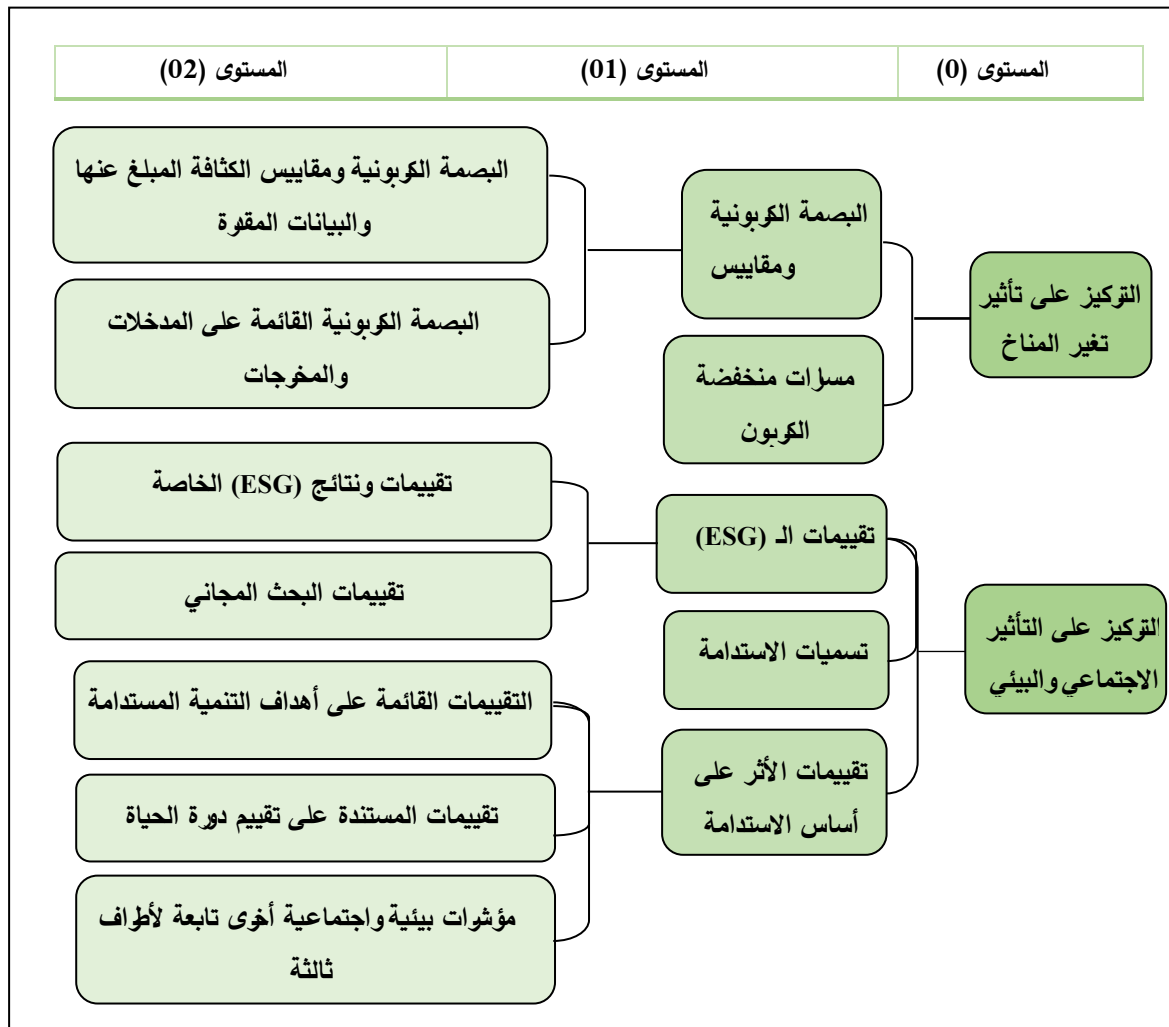 المستوى (0)
المستوى (01)
المستوى (02)
التركيز على تأثير
تغير المناخ
البصمة الكربونية
ومقاييس
البصمة الكربونية ومقاييس الكثافة المبلغ عنها
والبيانات المقدرة
البصمة الكربونية القائمة على المدخلات
والمخرجات
مسارات منخفضة
الكربون
التركيز على التأثير
الاجتماعي والبيئي
تقييمات الـ (ESG)
تقييمات ونتائج (ESG) الخاصة
تقييمات البحث المجاني
تسميات الاستدامة
تقييمات الأثر على
أساس الاستدامة
التقييمات القائمة على أهداف التنمية المستدامة
تقييمات المستندة على تقييم دورة الحياة
مؤشرات بيئية واجتماعية أخرى تابعة لأطراف
ثالثة